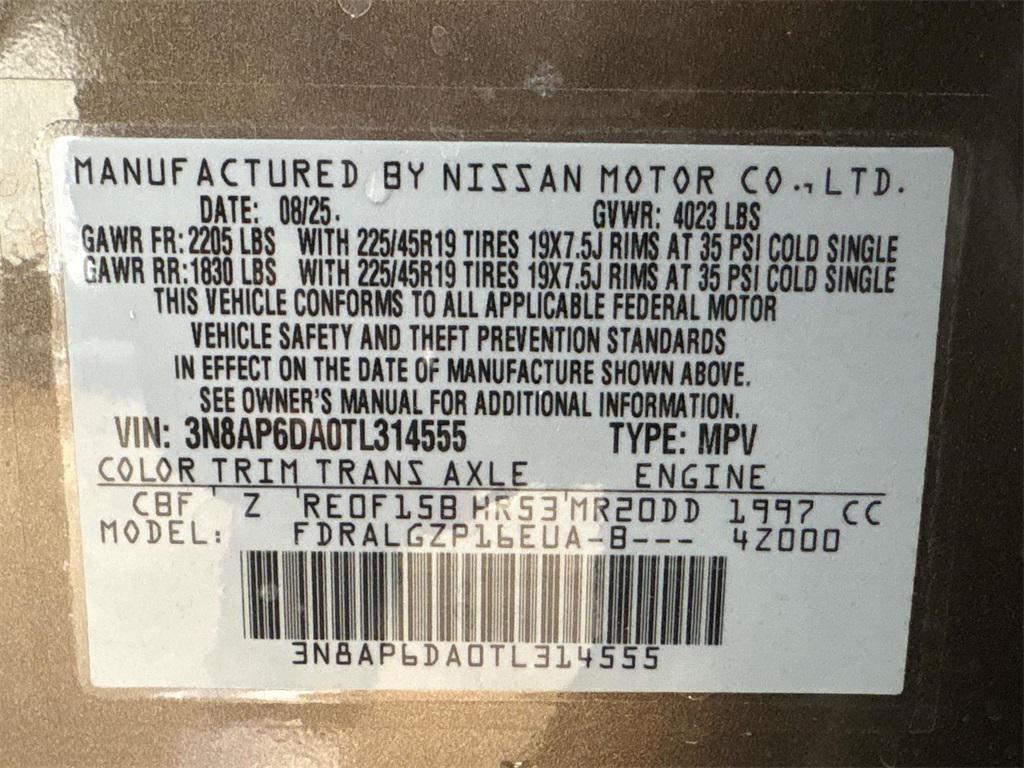 MANUFACTURED BY NISSAN MOTOR CO., LTD.
DATE: 08/25. GVWR: 4023 LBS
GAWR FR: 2205 LBS WITH 225/45R19 TIRES 19X7.5J RIMS AT 35 PSI COLD SINGLE
GAWR RR: 1830 LBS WITH 225/45R19 TIRES 19X7.5J RIMS AT 35 PSI COLD SINGLE
THIS VEHICLE CONFORMS TO ALL APPLICABLE FEDERAL MOTOR
VEHICLE SAFETY AND THEFT PREVENTION STANDARDS
IN EFFECT ON THE DATE OF MANUFACTURE SHOWN ABOVE.
SEE OWNER'S MANUAL FOR ADDITIONAL INFORMATION.
VIN: 3N8AP6DA0TL314555 TYPE: MPV
COLOR TRIM TRANS AXLE ENGINE
CBF Z RE0F15B HR53 MR20DD 1997 CC
MODEL: FDRALGZP16EUA-B--- 4Z000
3N8AP6DA0TL314555